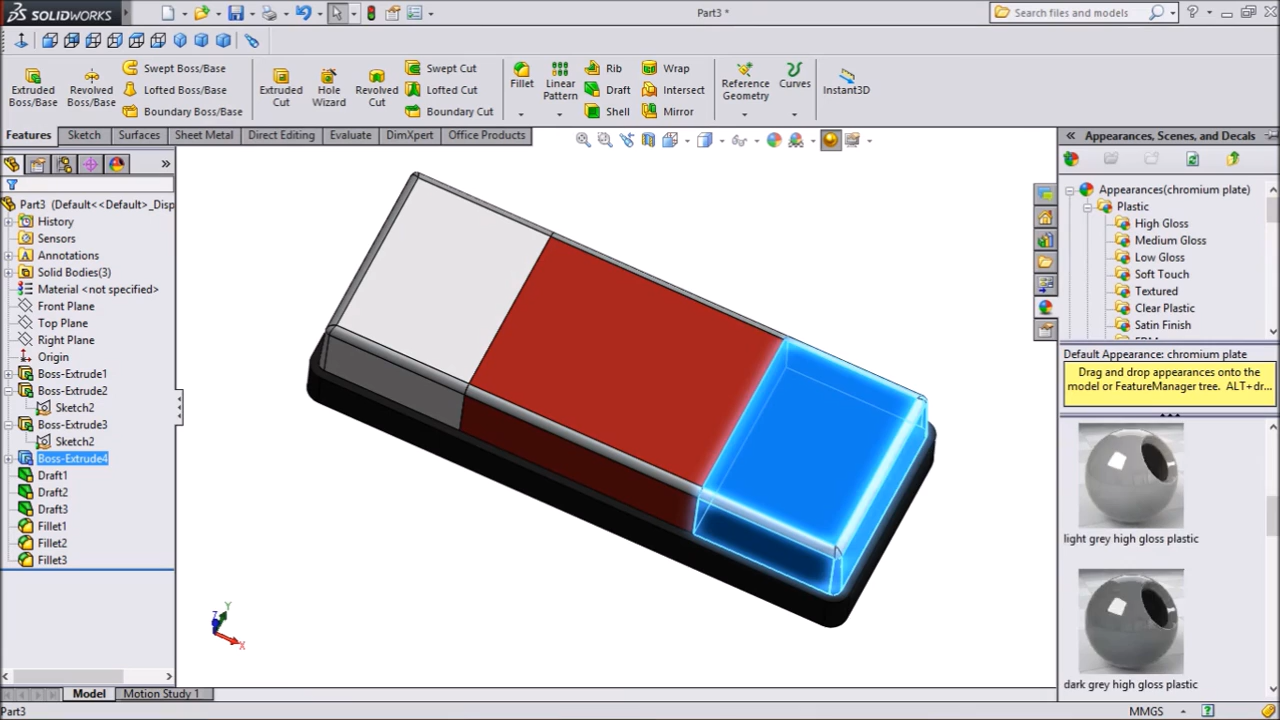 SOLIDWORKS
Part3 *
Search files and models
Extruded Boss/Base
Revolved Boss/Base
Swept Boss/Base
Lofted Boss/Base
Boundary Boss/Base
Extruded Cut
Hole Wizard
Revolved Cut
Swept Cut
Lofted Cut
Boundary Cut
Fillet
Linear Pattern
Rib
Draft
Shell
Wrap
Intersect
Mirror
Reference Geometry
Curves
Instant3D
Features
Sketch
Surfaces
Sheet Metal
Direct Editing
Evaluate
DimXpert
Office Products
Part3 (Default<<Default>_Disp
History
Sensors
Annotations
Solid Bodies(3)
Material <not specified>
Front Plane
Top Plane
Right Plane
Origin
Boss-Extrude1
Boss-Extrude2
Sketch2
Boss-Extrude3
Sketch2
Boss-Extrude4
Draft1
Draft2
Draft3
Fillet1
Fillet2
Fillet3
Z
Y
X
Appearances, Scenes, and Decals
Appearances(chromium plate)
Plastic
High Gloss
Medium Gloss
Low Gloss
Soft Touch
Textured
Clear Plastic
Satin Finish
Default Appearance: chromium plate
Drag and drop appearances onto the
model or FeatureManager tree. ALT+dr...
light grey high gloss plastic
dark grey high gloss plastic
Model
Motion Study 1
Part3
MMGS